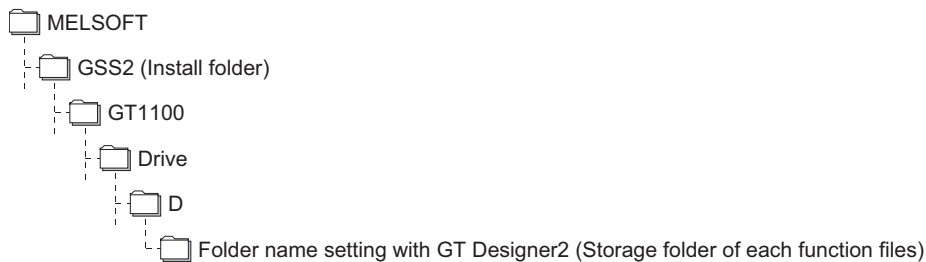 MELSOFT
GSS2 (Install folder)
GT1100
Drive
D
Folder name setting with GT Designer2 (Storage folder of each function files)